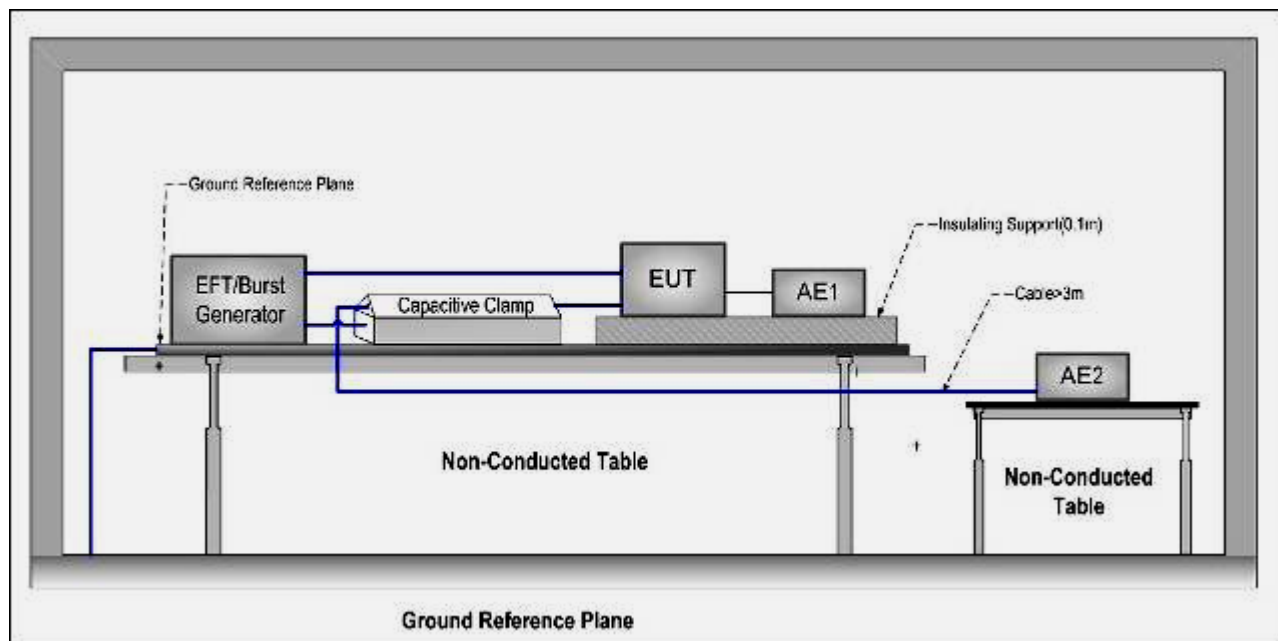 Ground Reference Plane
Insulating Support(0.1m)
EFT/Burst
Generator
Capacitive Clamp
EUT
AE1
Cable>3m
AE2
Non-Conducted Table
Non-Conducted
Table
Ground Reference Plane